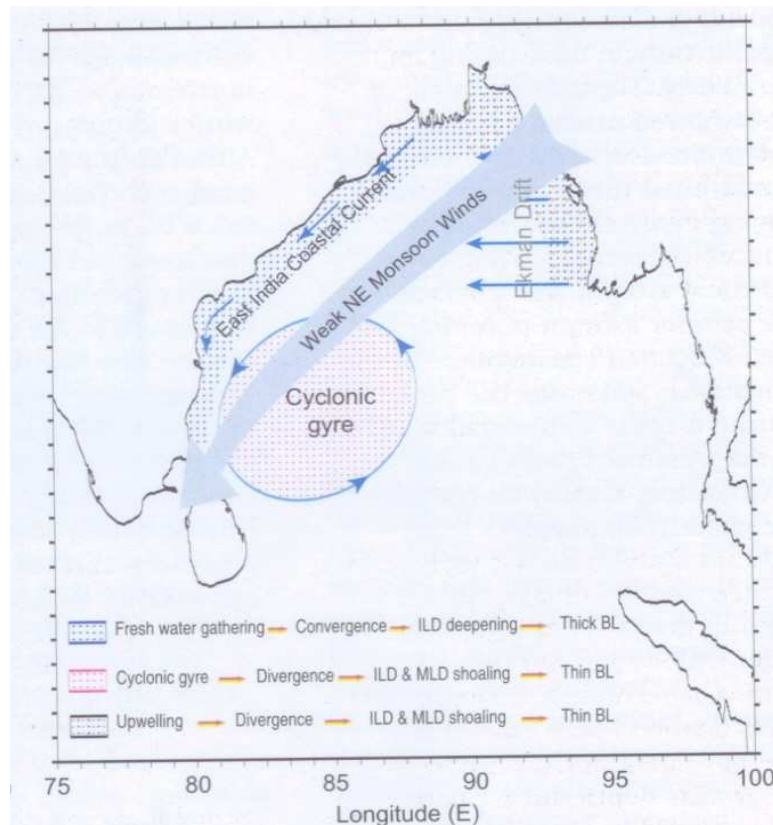 East India Coastal Current
Weak NE Monsoon Winds
Ekman Drift
Cyclonic
gyre
Fresh water gathering Convergence ILD deepening Thick BL
Cyclonic gyre Divergence ILD & MLD shoaling Thin BL
Upwelling Divergence ILD & MLD shoaling Thin BL
75 80 85 90 95 100
Longitude (E)